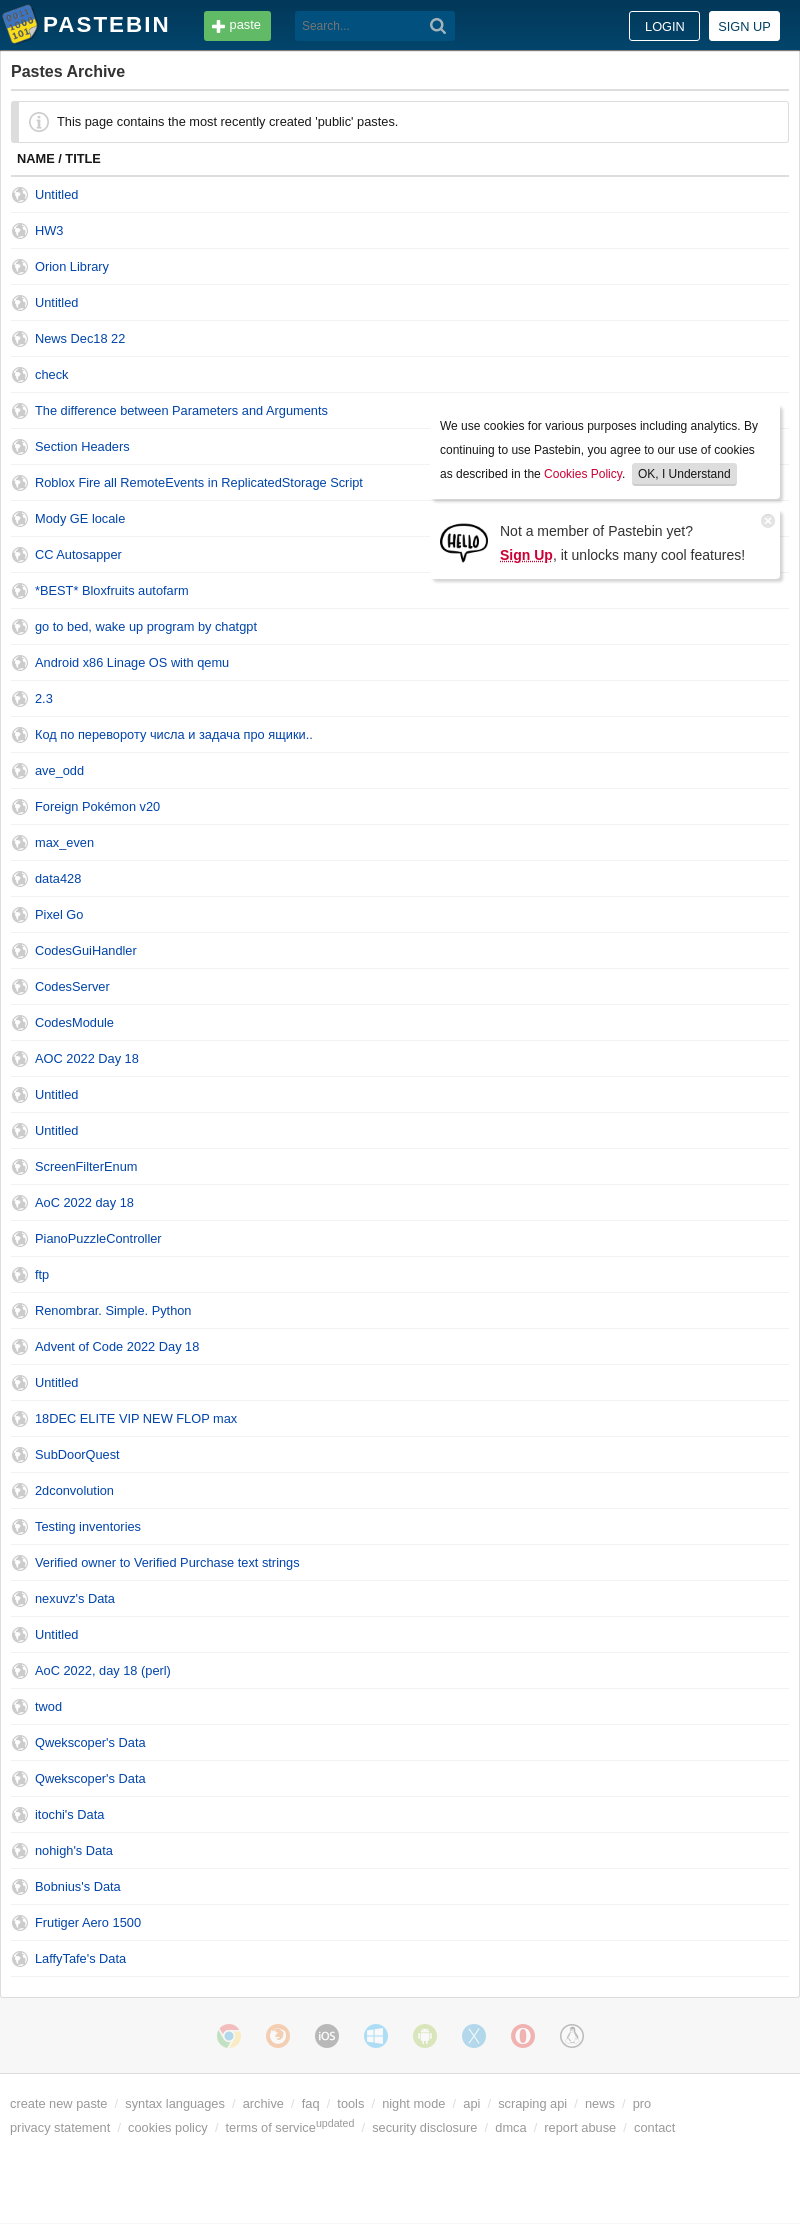 PASTEBIN
paste
Search...
LOGIN
SIGN UP
Pastes Archive
This page contains the most recently created 'public' pastes.
NAME / TITLE
Untitled
HW3
Orion Library
Untitled
News Dec18 22
check
The difference between Parameters and Arguments
Section Headers
Roblox Fire all RemoteEvents in ReplicatedStorage Script
Mody GE locale
CC Autosapper
*BEST* Bloxfruits autofarm
We use cookies for various purposes including analytics. By
continuing to use Pastebin, you agree to our use of cookies
as described in the Cookies Policy. OK, I Understand
HELLO
Not a member of Pastebin yet?
Sign Up, it unlocks many cool features!
go to bed, wake up program by chatgpt
Android x86 Linage OS with qemu
2.3
Код по перевороту числа и задача про ящики..
ave_odd
Foreign Pokémon v20
max_even
data428
Pixel Go
CodesGuiHandler
CodesServer
CodesModule
AOC 2022 Day 18
Untitled
Untitled
ScreenFilterEnum
AoC 2022 day 18
PianoPuzzleController
ftp
Renombrar. Simple. Python
Advent of Code 2022 Day 18
Untitled
18DEC ELITE VIP NEW FLOP max
SubDoorQuest
2dconvolution
Testing inventories
Verified owner to Verified Purchase text strings
nexuvz's Data
Untitled
AoC 2022, day 18 (perl)
twod
Qwekscoper's Data
Qwekscoper's Data
itochi's Data
nohigh's Data
Bobnius's Data
Frutiger Aero 1500
LaffyTafe's Data
iOS
create new paste / syntax languages / archive / faq / tools / night mode / api / scraping api / news / pro
privacy statement / cookies policy / terms of service updated / security disclosure / dmca / report abuse / contact